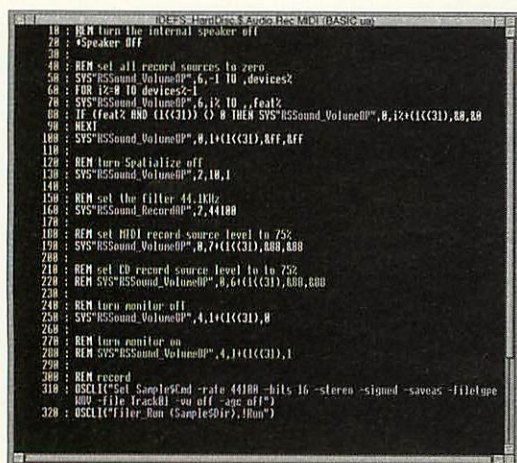 IDEFS::HardDisc.$.Audio.Rec MIDI (BASIC
10 : REM turn the internal speaker off
20 : *Speaker Off
30 :
40 : REM set all record sources to zero
50 : SYS"RSSound_VolumeOP",6,-1 TO ,devices%
60 : FOR i%=0 TO devices%-1
70 : SYS"RSSound_VolumeOP",6,i% TO ,,feat%
80 : IF (feat% AND (1<<31)) <> 0 THEN SYS"RSSound_VolumeOP",0,i%+(1<<31),&0,&0
90 : NEXT
100 : SYS"RSSound_VolumeOP",0,1+(1<<31),&ff,&ff
110 :
120 : REM turn Spatialize off
130 : SYS"RSSound_VolumeOP",2,10,1
140 :
150 : REM set the filter 44.1KHz
160 : SYS"RSSound_RecordOP",2,44100
170 :
180 : REM set MIDI record source level to 75%
190 : SYS"RSSound_VolumeOP",0,7+(1<<31),&88,&88
200 :
210 : REM set CD record source level to to 75%
220 : REM SYS"RSSound_VolumeOP",0,6+(1<<31),&88,&88
230 :
240 : REM turn monitor off
250 : SYS"RSSound_VolumeOP",4,1+(1<<31),0
260 :
270 : REM turn monitor on
280 : REM SYS"RSSound_VolumeOP",4,1+(1<<31),1
290 :
300 : REM record
310 : OSCLI("Set Sample$Cmd -rate 44100 -bits 16 -stereo -signed -saveas -filetype
WAV -file Track01 -vu off -agc off")
320 : OSCLI("Filer_Run <Sample$Dir>.!Run")